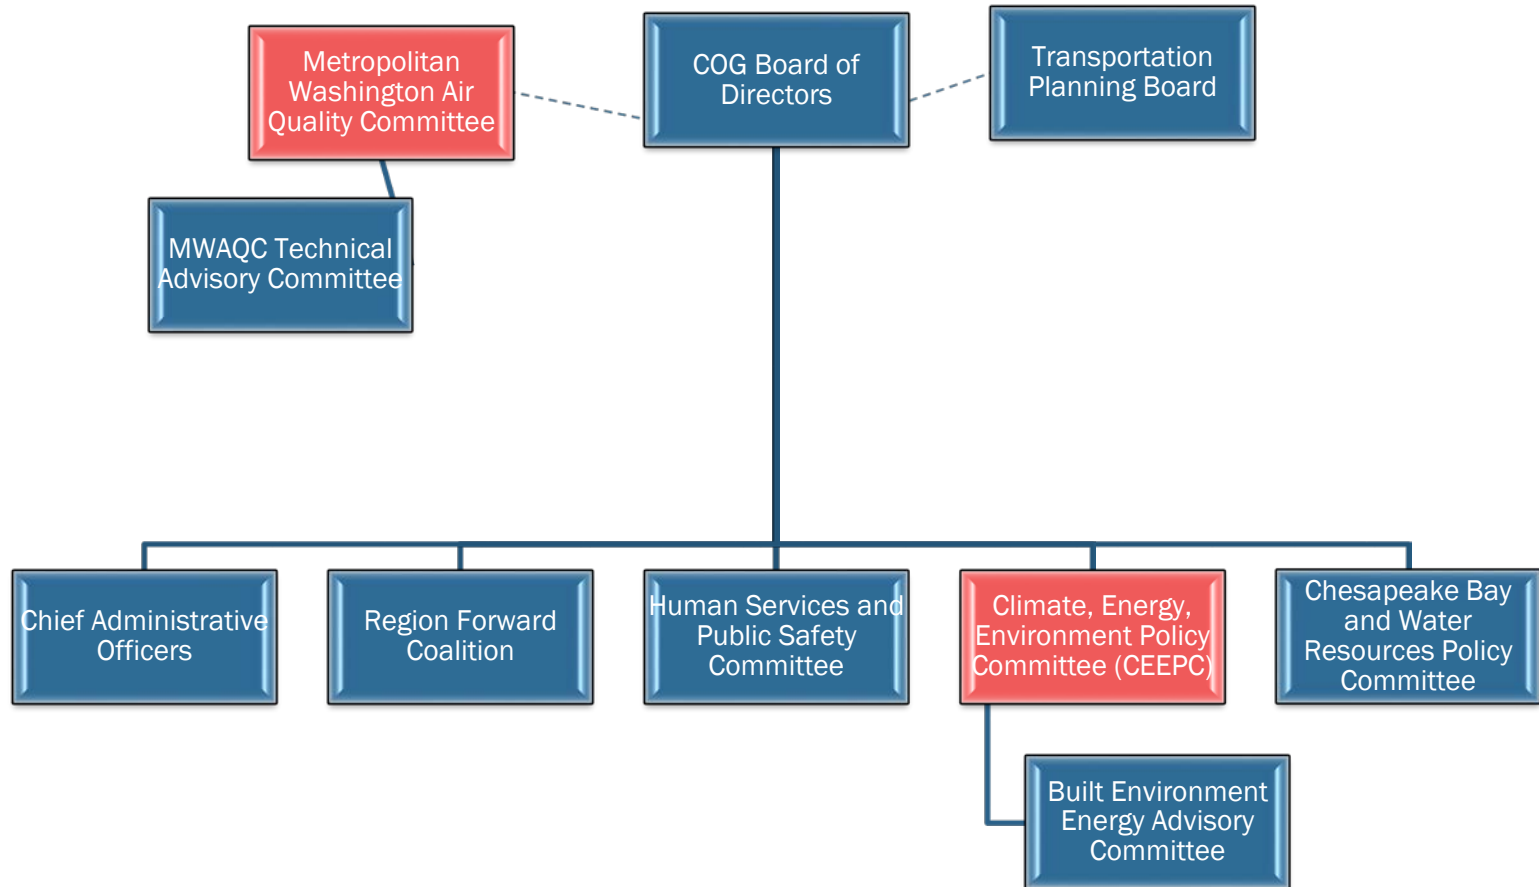 Metropolitan
Washington Air
Quality Committee
COG Board of
Directors
Transportation
Planning Board
MWAQC Technical
Advisory Committee
Chief Administrative
Officers
Region Forward
Coalition
Human Services and
Public Safety
Committee
Climate, Energy,
Environment Policy
Committee (CEEPC)
Chesapeake Bay
and Water
Resources Policy
Committee
Built Environment
Energy Advisory
Committee